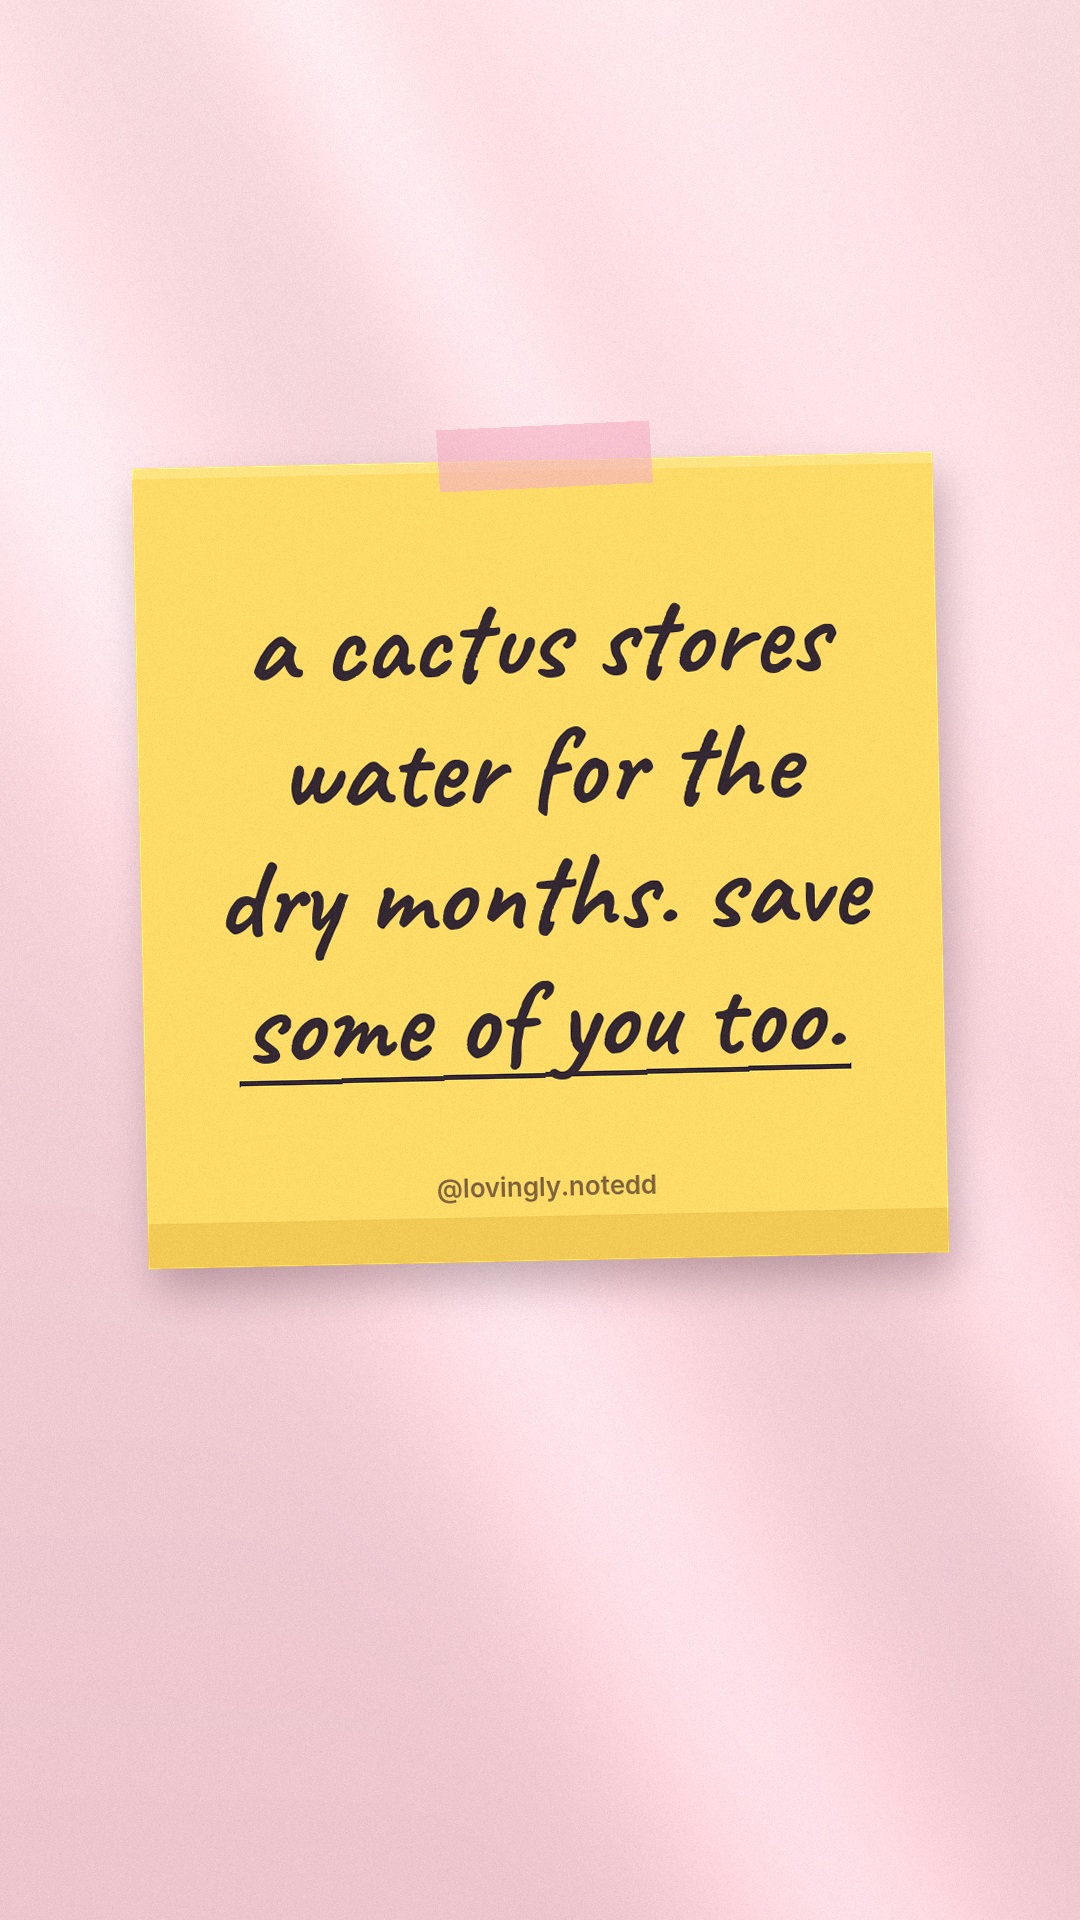 a cactus stores
water for the
dry months. save
some of you too.
@lovingly.notedd